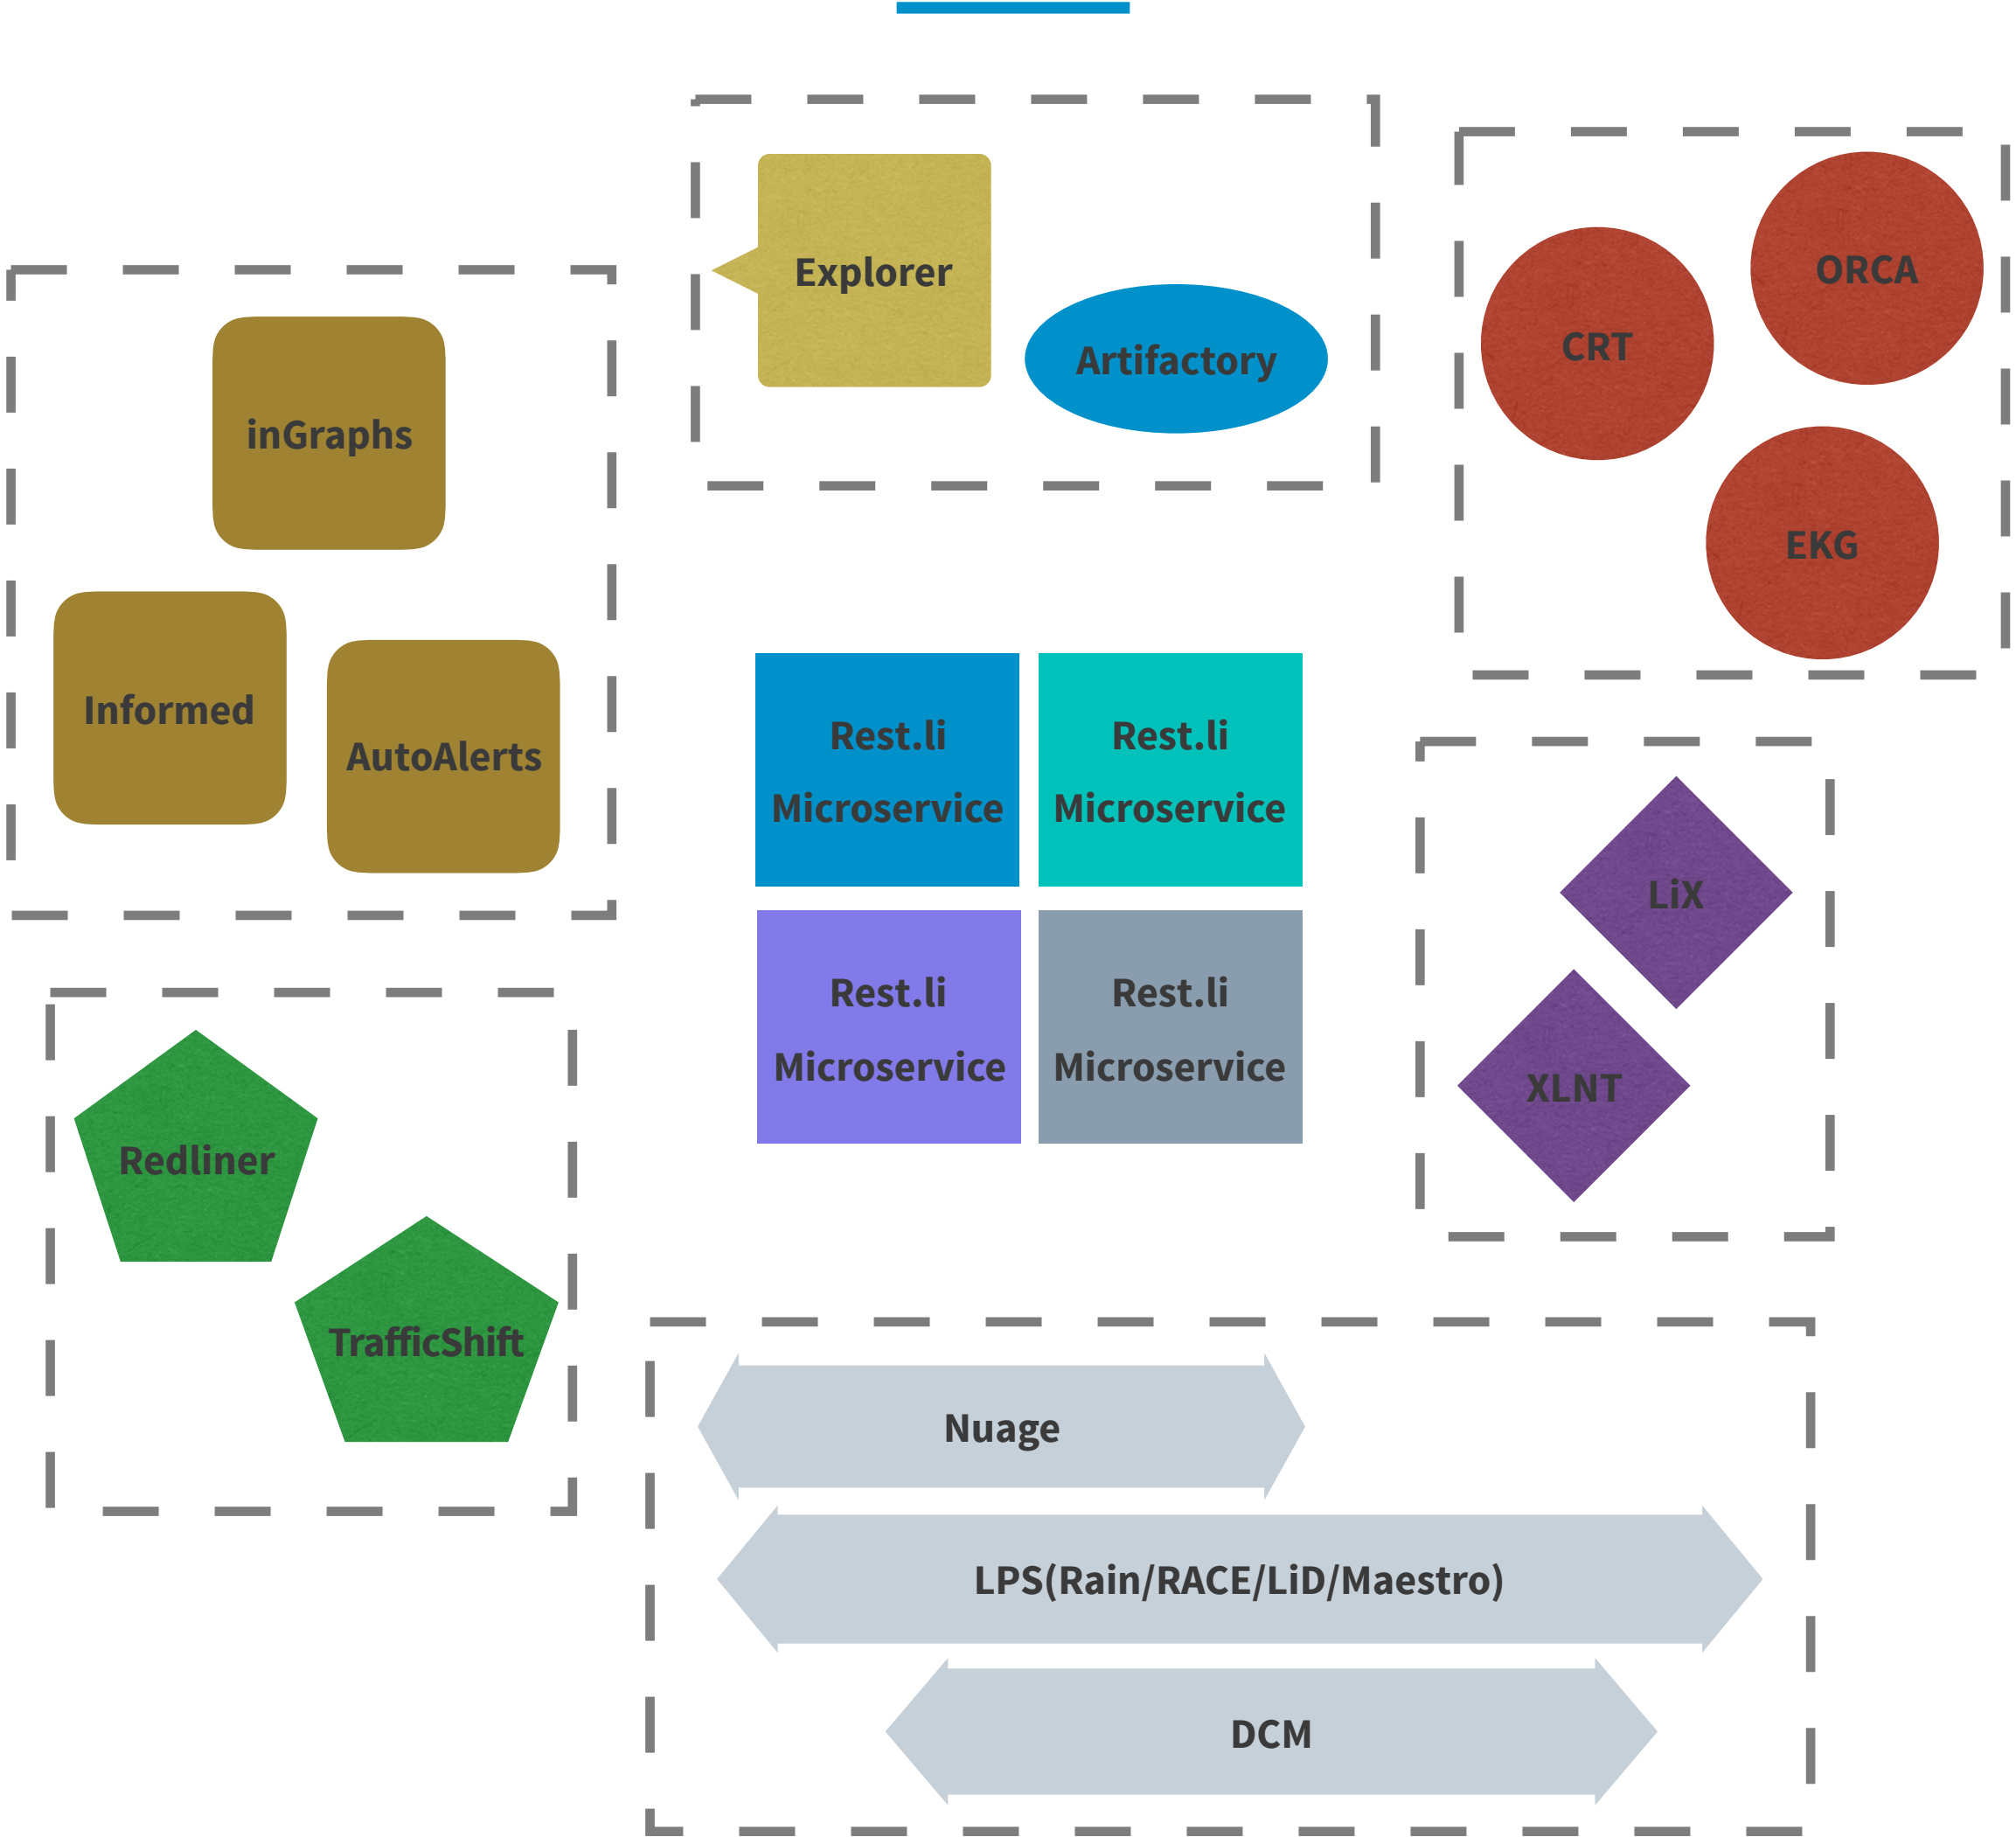 Explorer
Artifactory
ORCA
CRT
EKG
inGraphs
Informed
AutoAlerts
Rest.li
Microservice
Rest.li
Microservice
Rest.li
Microservice
Rest.li
Microservice
LiX
XLNT
Redliner
TrafficShift
Nuage
LPS(Rain/RACE/LiD/Maestro)
DCM